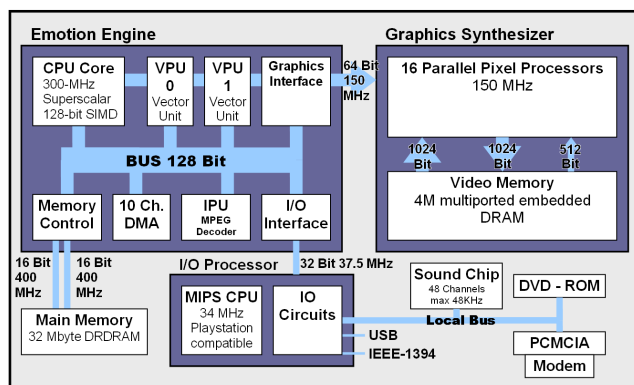 Emotion Engine
Graphics Synthesizer
CPU Core
300-MHz
Superscalar
128-bit SIMD
VPU
0
Vector
Unit
VPU
1
Vector
Unit
Graphics
Interface
64 Bit
150
MHz
16 Parallel Pixel Processors
150 MHz
BUS 128 Bit
1024
Bit
1024
Bit
512
Bit
Memory
Control
10 Ch.
DMA
IPU
MPEG
Decoder
I/O
Interface
Video Memory
4M multiported embedded
DRAM
16 Bit
400
MHz
16 Bit
400
MHz
I/O Processor
32 Bit 37.5 MHz
Main Memory
32 Mbyte DRDRAM
MIPS CPU
34 MHz
Playstation
compatible
IO
Circuits
Sound Chip
48 Channels
max 48KHz
DVD - ROM
Local Bus
USB
IEEE-1394
PCMCIA
Modem